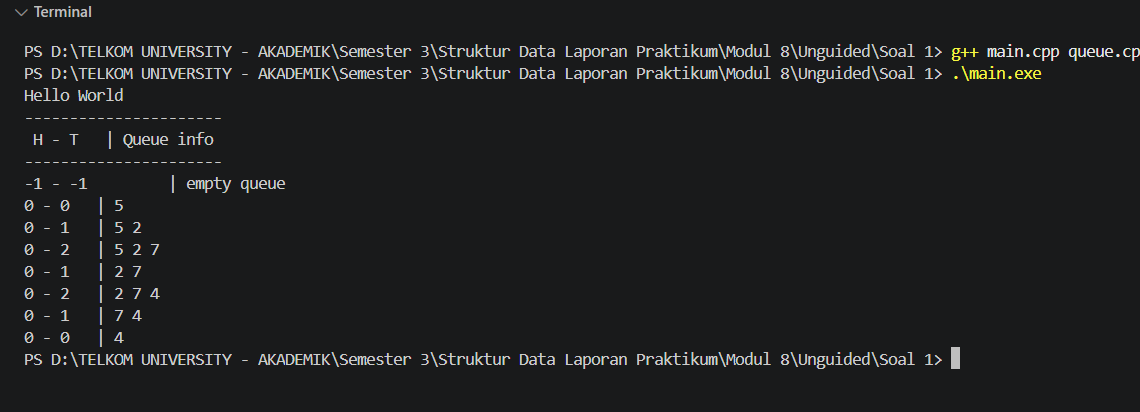 Terminal
PS D:\TELKOM UNIVERSITY - AKADEMIK\Semester 3\Struktur Data Laporan Praktikum\Modul 8\Unguided\Soal 1> g++ main.cpp queue.cp
PS D:\TELKOM UNIVERSITY - AKADEMIK\Semester 3\Struktur Data Laporan Praktikum\Modul 8\Unguided\Soal 1> .\main.exe
Hello World
----------------------
 H - T   | Queue info
----------------------
-1 - -1         | empty queue
0 - 0   | 5
0 - 1   | 5 2
0 - 2   | 5 2 7
0 - 1   | 2 7
0 - 2   | 2 7 4
0 - 1   | 7 4
0 - 0   | 4
PS D:\TELKOM UNIVERSITY - AKADEMIK\Semester 3\Struktur Data Laporan Praktikum\Modul 8\Unguided\Soal 1>